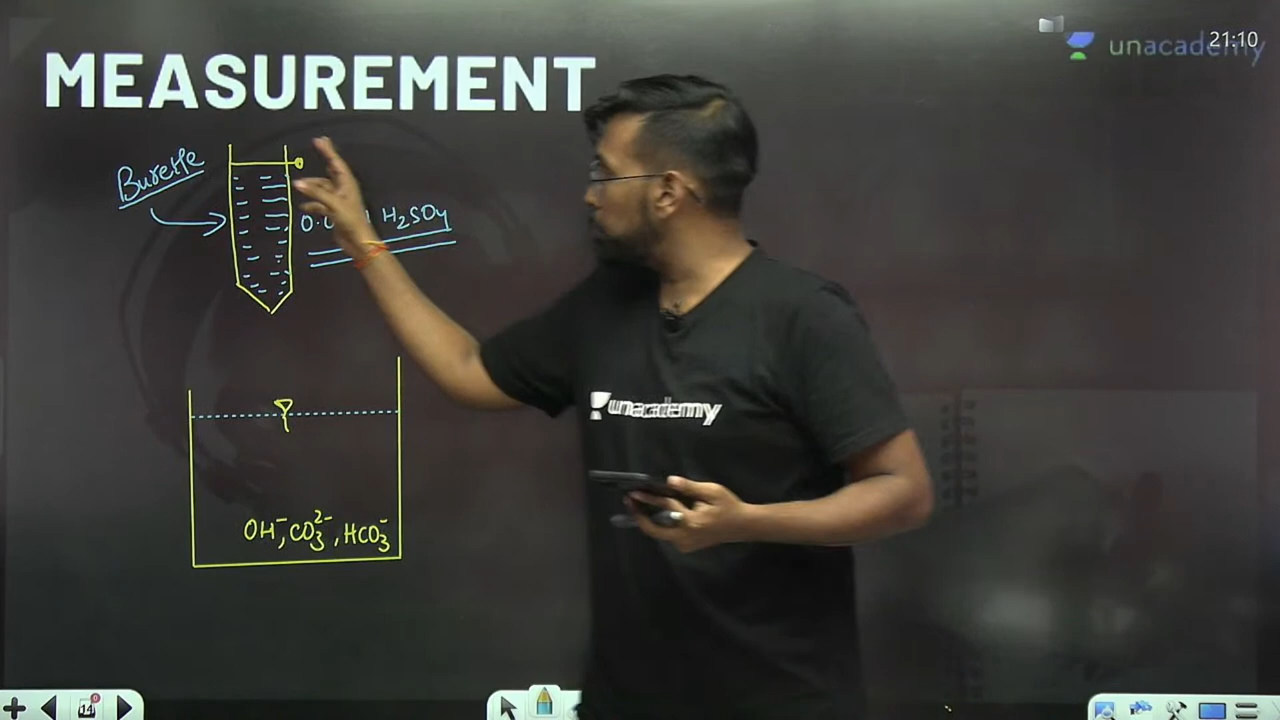 21:10
unacademy
MEASUREMENT
Burette
H₂SO₄
unacademy
OH⁻, CO₃²⁻, HCO₃⁻
14